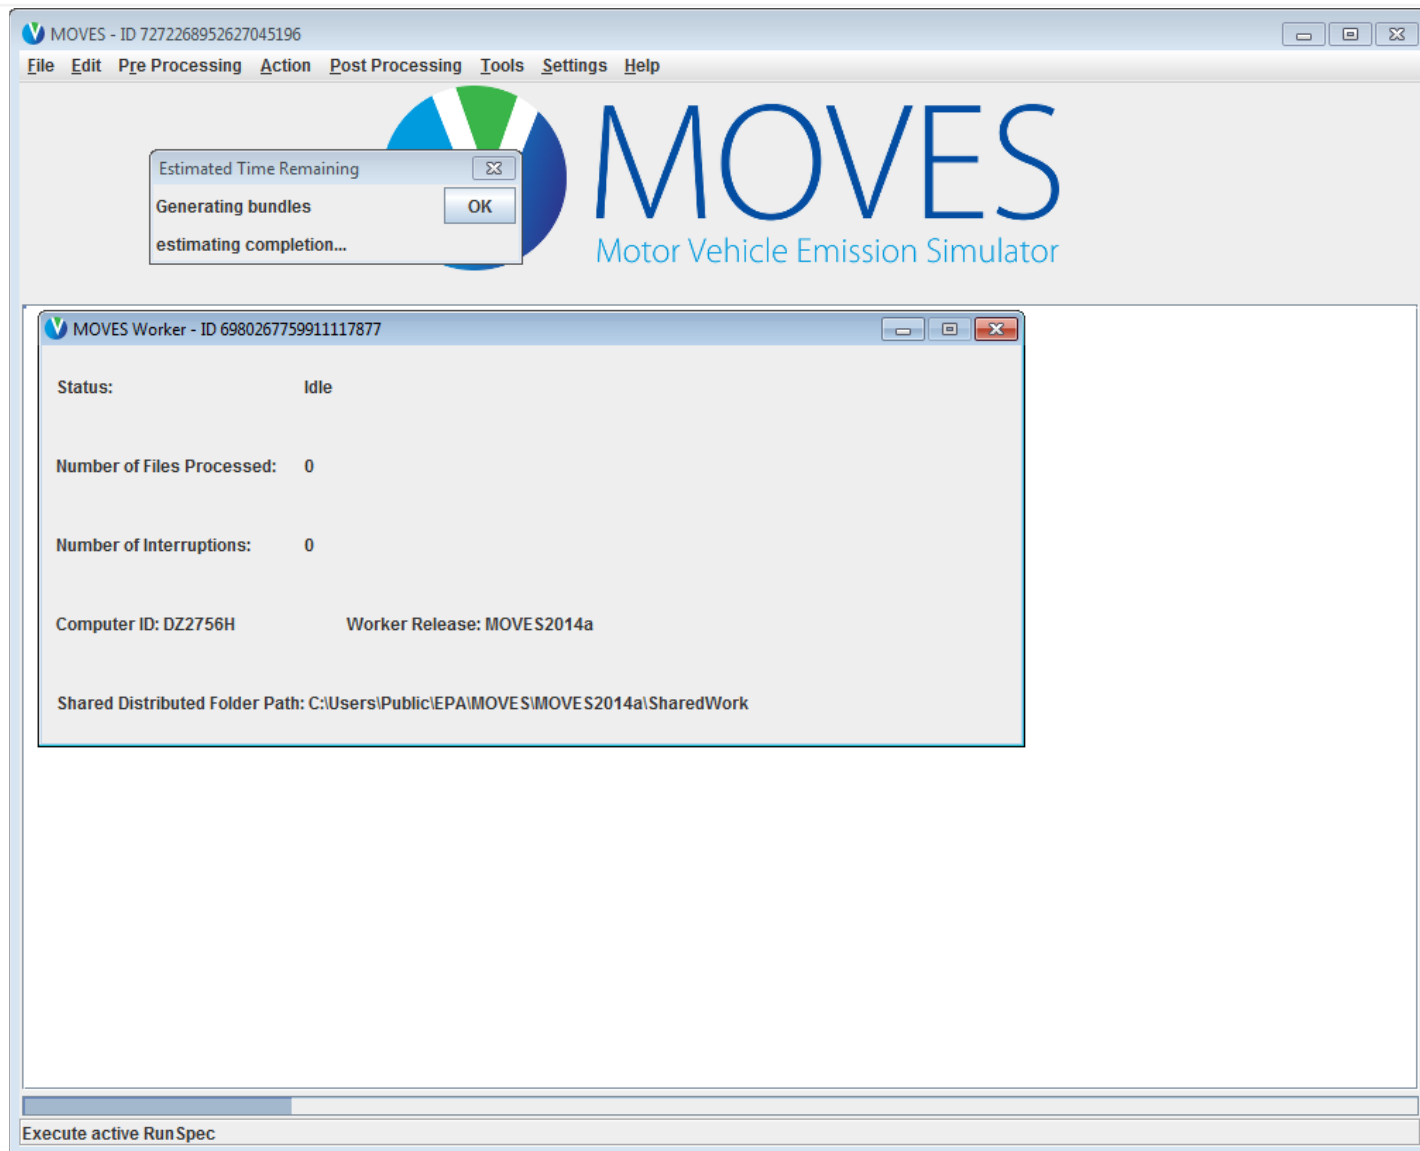 MOVES - ID 7272268952627045196
File Edit Pre Processing Action Post Processing Tools Settings Help
MOVES
Motor Vehicle Emission Simulator
Estimated Time Remaining
Generating bundles OK
estimating completion...
MOVES Worker - ID 6980267759911117877
Status: Idle
Number of Files Processed: 0
Number of Interruptions: 0
Computer ID: DZ2756H Worker Release: MOVES2014a
Shared Distributed Folder Path: C:\Users\Public\EPA\MOVES\MOVES2014a\SharedWork
Execute active RunSpec